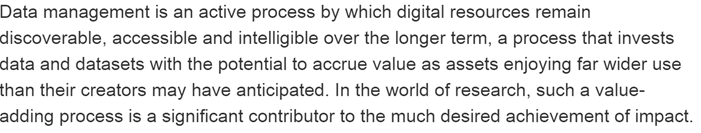 Data management is an active process by which digital resources remain
discoverable, accessible and intelligible over the longer term, a process that invests
data and datasets with the potential to accrue value as assets enjoying far wider use
than their creators may have anticipated. In the world of research, such a value-
adding process is a significant contributor to the much desired achievement of impact.